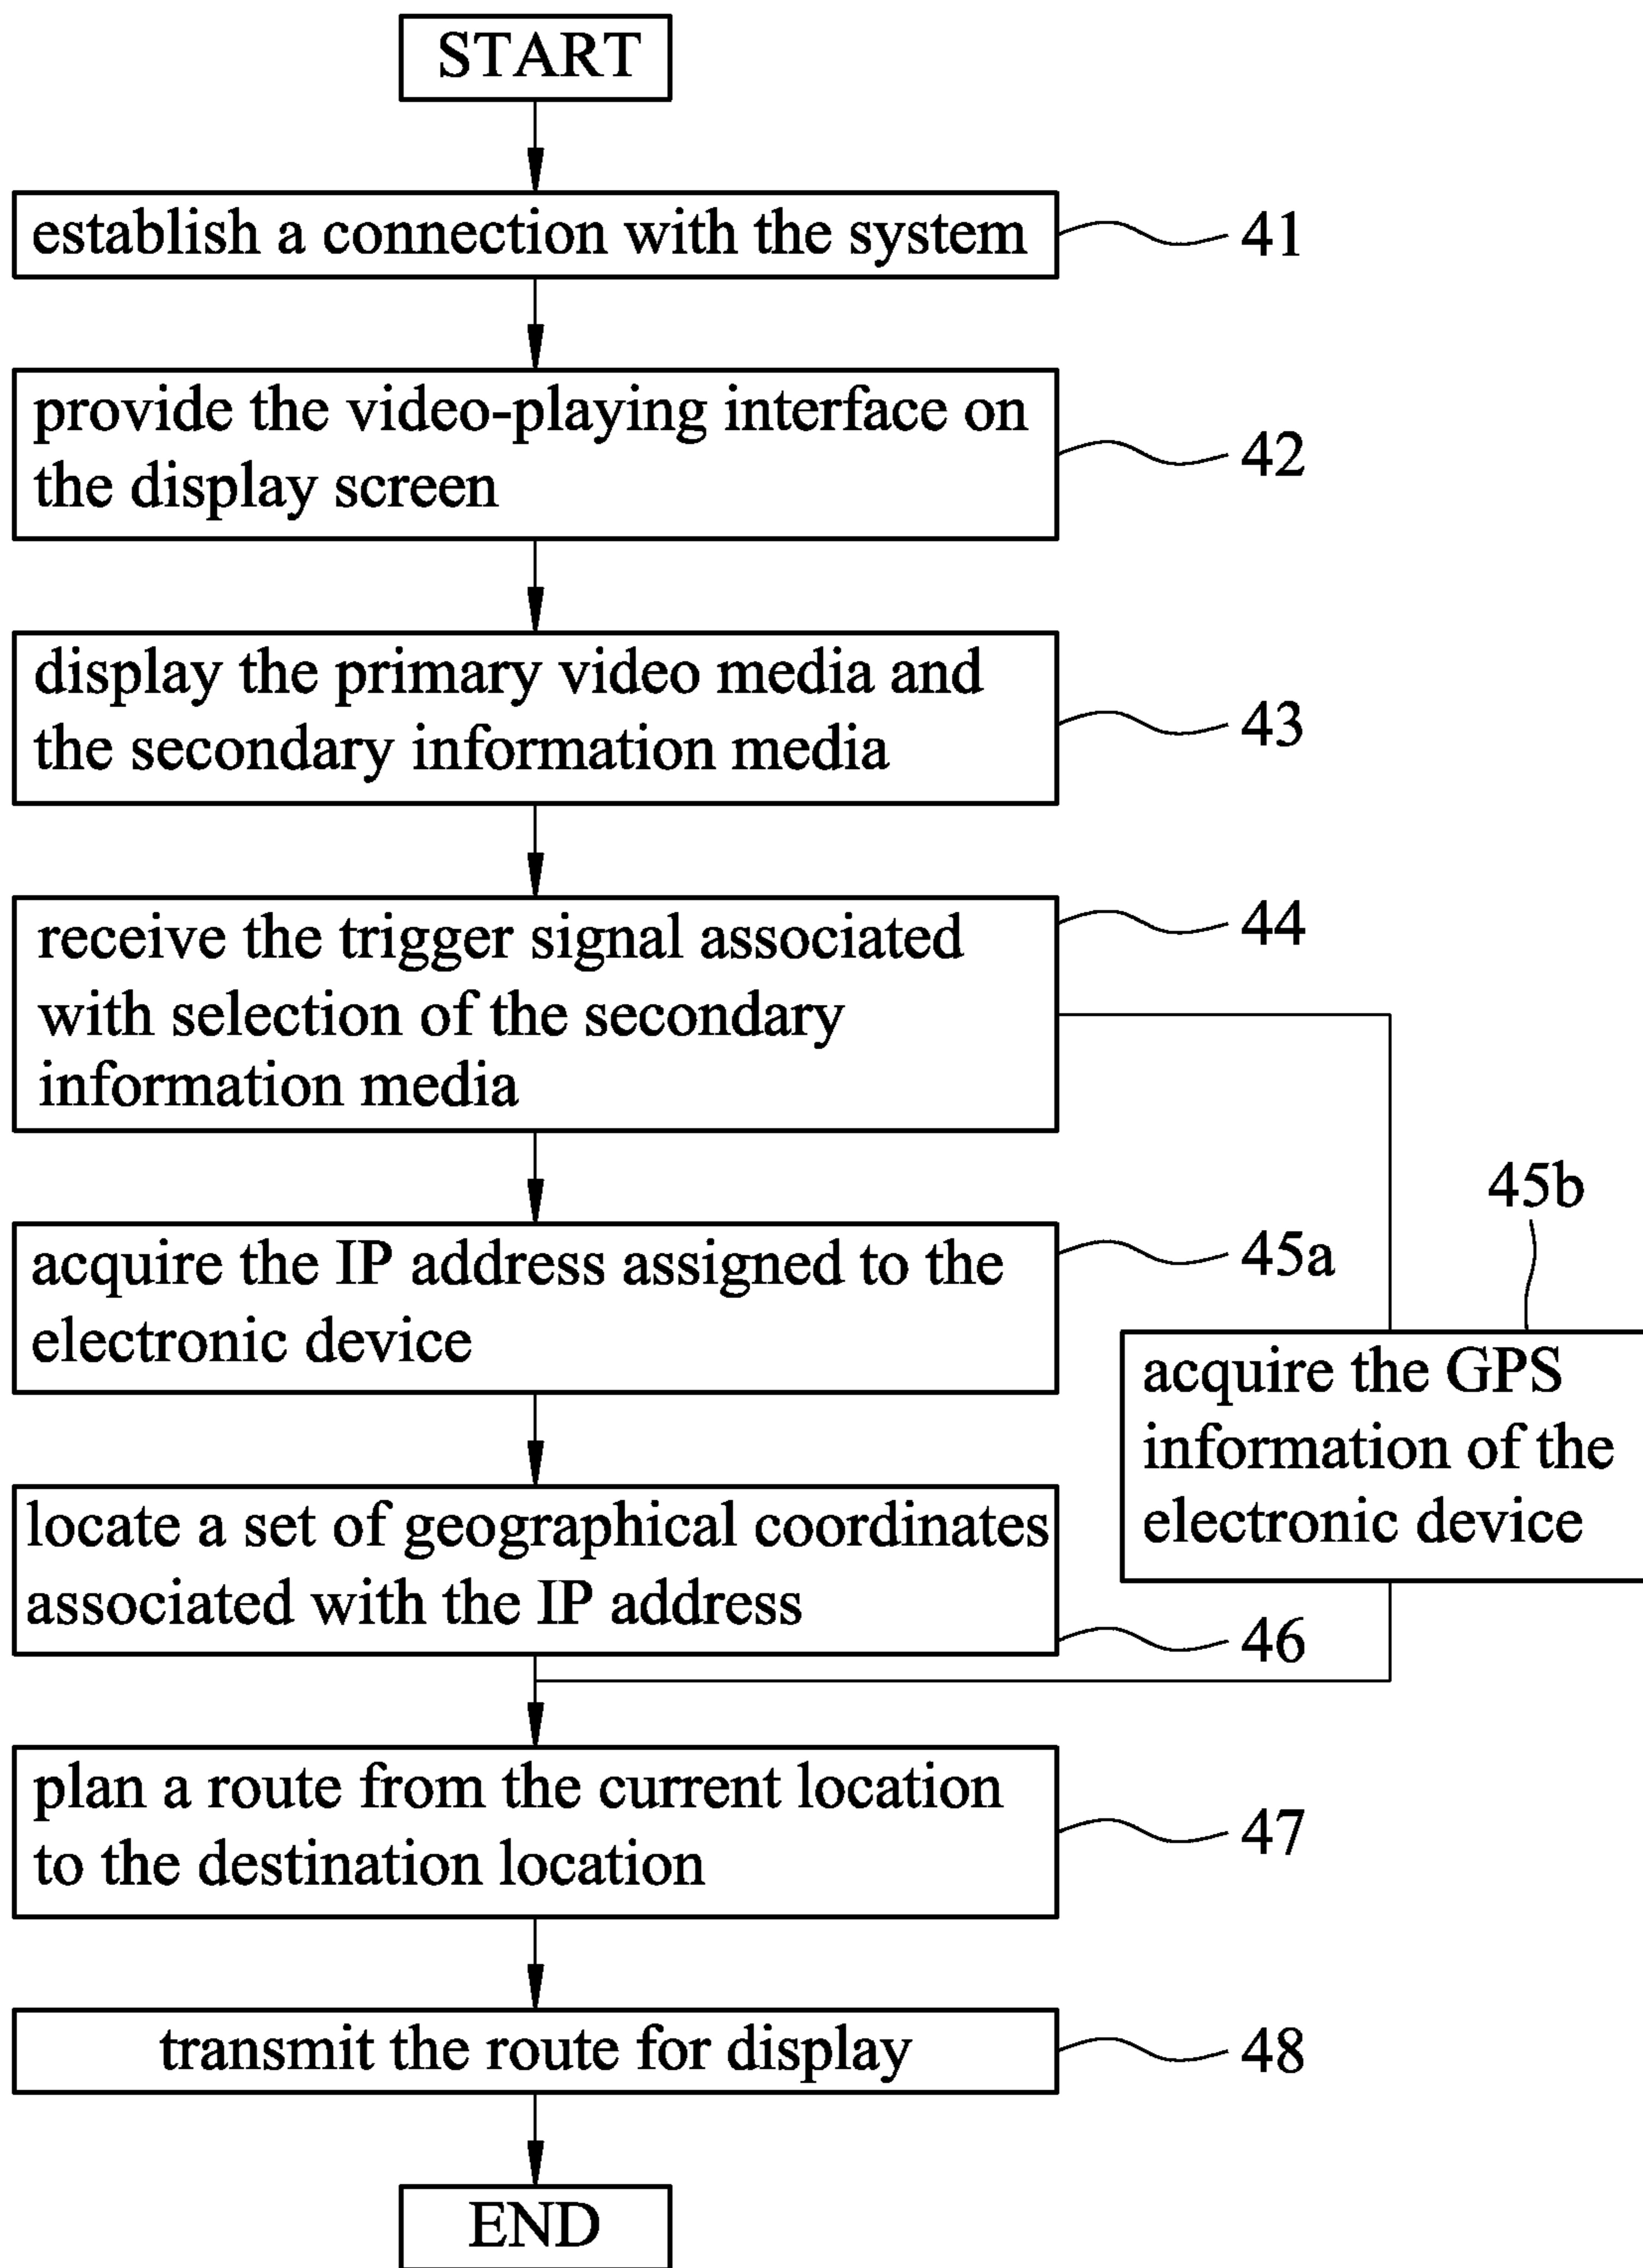 START
establish a connection with the system
41
provide the video-playing interface on
the display screen
42
display the primary video media and
the secondary information media
43
receive the trigger signal associated
with selection of the secondary
information media
44
acquire the IP address assigned to the
electronic device
45a
45b
acquire the GPS
information of the
electronic device
locate a set of geographical coordinates
associated with the IP address
46
plan a route from the current location
to the destination location
47
transmit the route for display
48
END